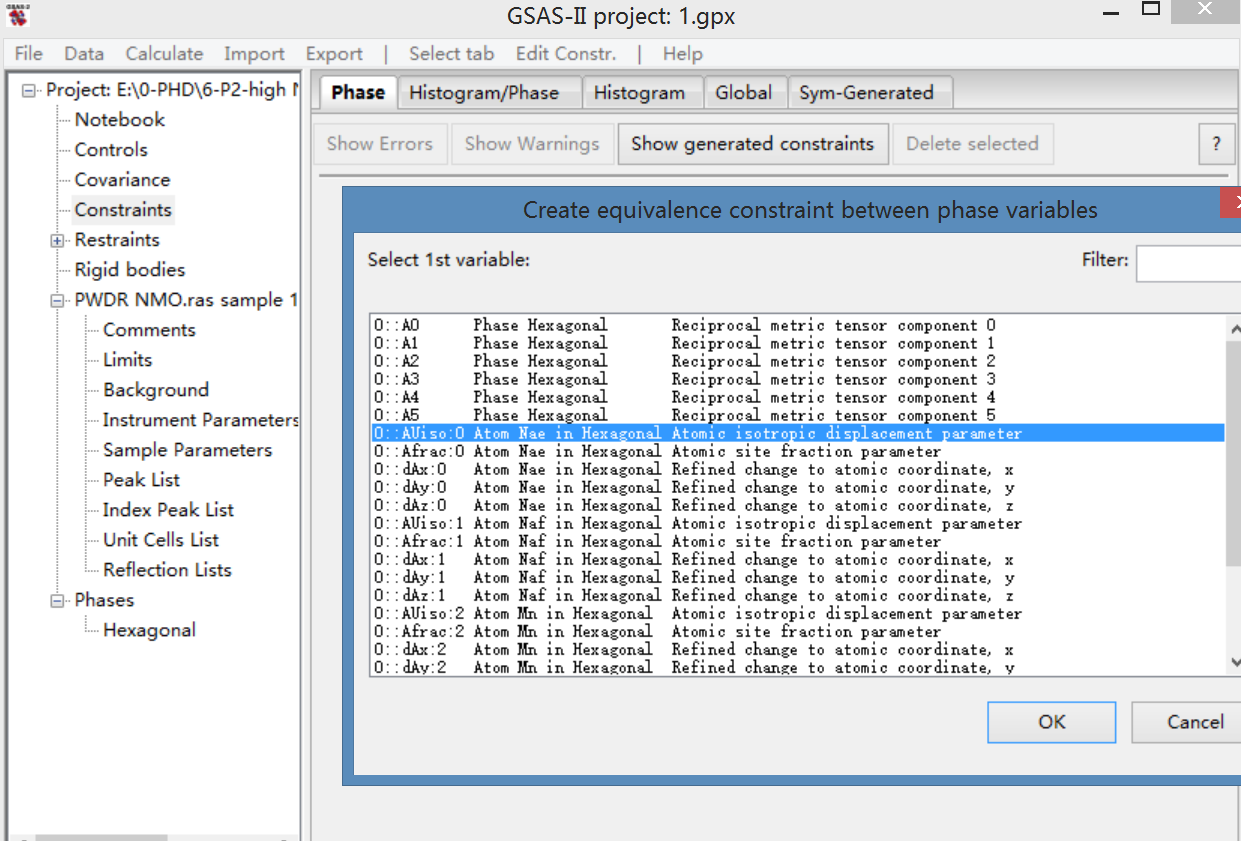 GSAS-II project: 1.gpx
File Data Calculate Import Export | Select tab Edit Constr. | Help
Project: E:\0-PHD\6-P2-high
Notebook
Controls
Covariance
Constraints
Restraints
Rigid bodies
PWDR NMO.ras sample 1
Comments
Limits
Background
Instrument Parameters
Sample Parameters
Peak List
Index Peak List
Unit Cells List
Reflection Lists
Phases
Hexagonal
Phase Histogram/Phase Histogram Global Sym-Generated
Show Errors Show Warnings Show generated constraints Delete selected ?
Create equivalence constraint between phase variables
Select 1st variable: Filter:
0::A0 Phase Hexagonal Reciprocal metric tensor component 0
0::A1 Phase Hexagonal Reciprocal metric tensor component 1
0::A2 Phase Hexagonal Reciprocal metric tensor component 2
0::A3 Phase Hexagonal Reciprocal metric tensor component 3
0::A4 Phase Hexagonal Reciprocal metric tensor component 4
0::A5 Phase Hexagonal Reciprocal metric tensor component 5
0::AUiso:0 Atom Nae in Hexagonal Atomic isotropic displacement parameter
0::Afrac:0 Atom Nae in Hexagonal Atomic site fraction parameter
0::dAx:0 Atom Nae in Hexagonal Refined change to atomic coordinate, x
0::dAy:0 Atom Nae in Hexagonal Refined change to atomic coordinate, y
0::dAz:0 Atom Nae in Hexagonal Refined change to atomic coordinate, z
0::AUiso:1 Atom Naf in Hexagonal Atomic isotropic displacement parameter
0::Afrac:1 Atom Naf in Hexagonal Atomic site fraction parameter
0::dAx:1 Atom Naf in Hexagonal Refined change to atomic coordinate, x
0::dAy:1 Atom Naf in Hexagonal Refined change to atomic coordinate, y
0::dAz:1 Atom Naf in Hexagonal Refined change to atomic coordinate, z
0::AUiso:2 Atom Mn in Hexagonal Atomic isotropic displacement parameter
0::Afrac:2 Atom Mn in Hexagonal Atomic site fraction parameter
0::dAx:2 Atom Mn in Hexagonal Refined change to atomic coordinate, x
0::dAy:2 Atom Mn in Hexagonal Refined change to atomic coordinate, y
OK Cancel